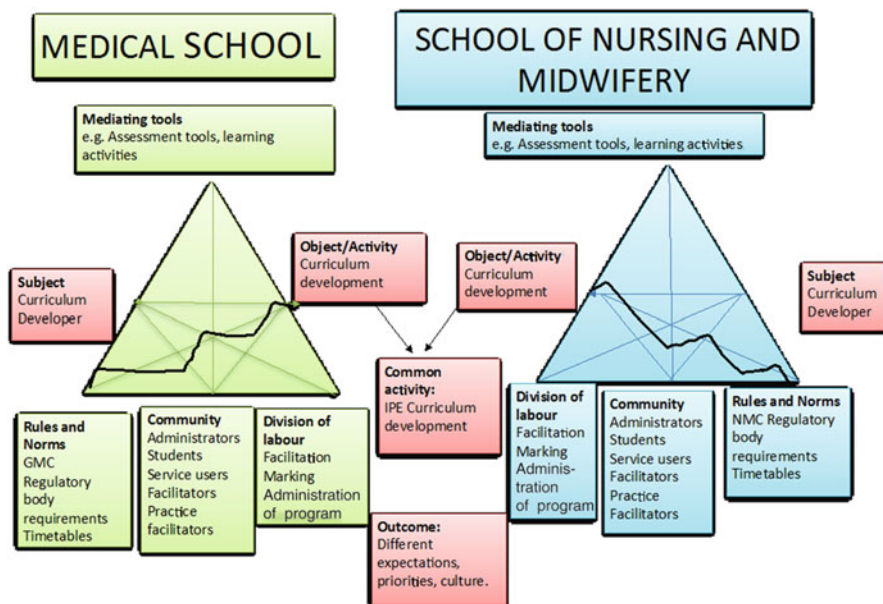 MEDICAL SCHOOL
SCHOOL OF NURSING AND
MIDWIFERY
Mediating tools
e.g. Assessment tools, learning
activities
Mediating tools
e.g. Assessment tools, learning activities
Subject
Curriculum
Developer
Object/Activity
Curriculum
development
Object/Activity
Curriculum
development
Subject
Curriculum
Developer
Common
activity:
IPE Curriculum
development
Rules and
Norms
GMC
Regulatory
body
requirements
Timetables
Community
Administrators
Students
Service users
Facilitators
Practice
facilitators
Division of
labour
Facilitation
Marking
Administration
of program
Division of
labour
Facilitation
Marking
Adminis-
tration
of program
Community
Administrators
Students
Service users
Facilitators
Practice
Facilitators
Rules and Norms
NMC Regulatory
body
requirements
Timetables
Outcome:
Different
expectations,
priorities, culture.